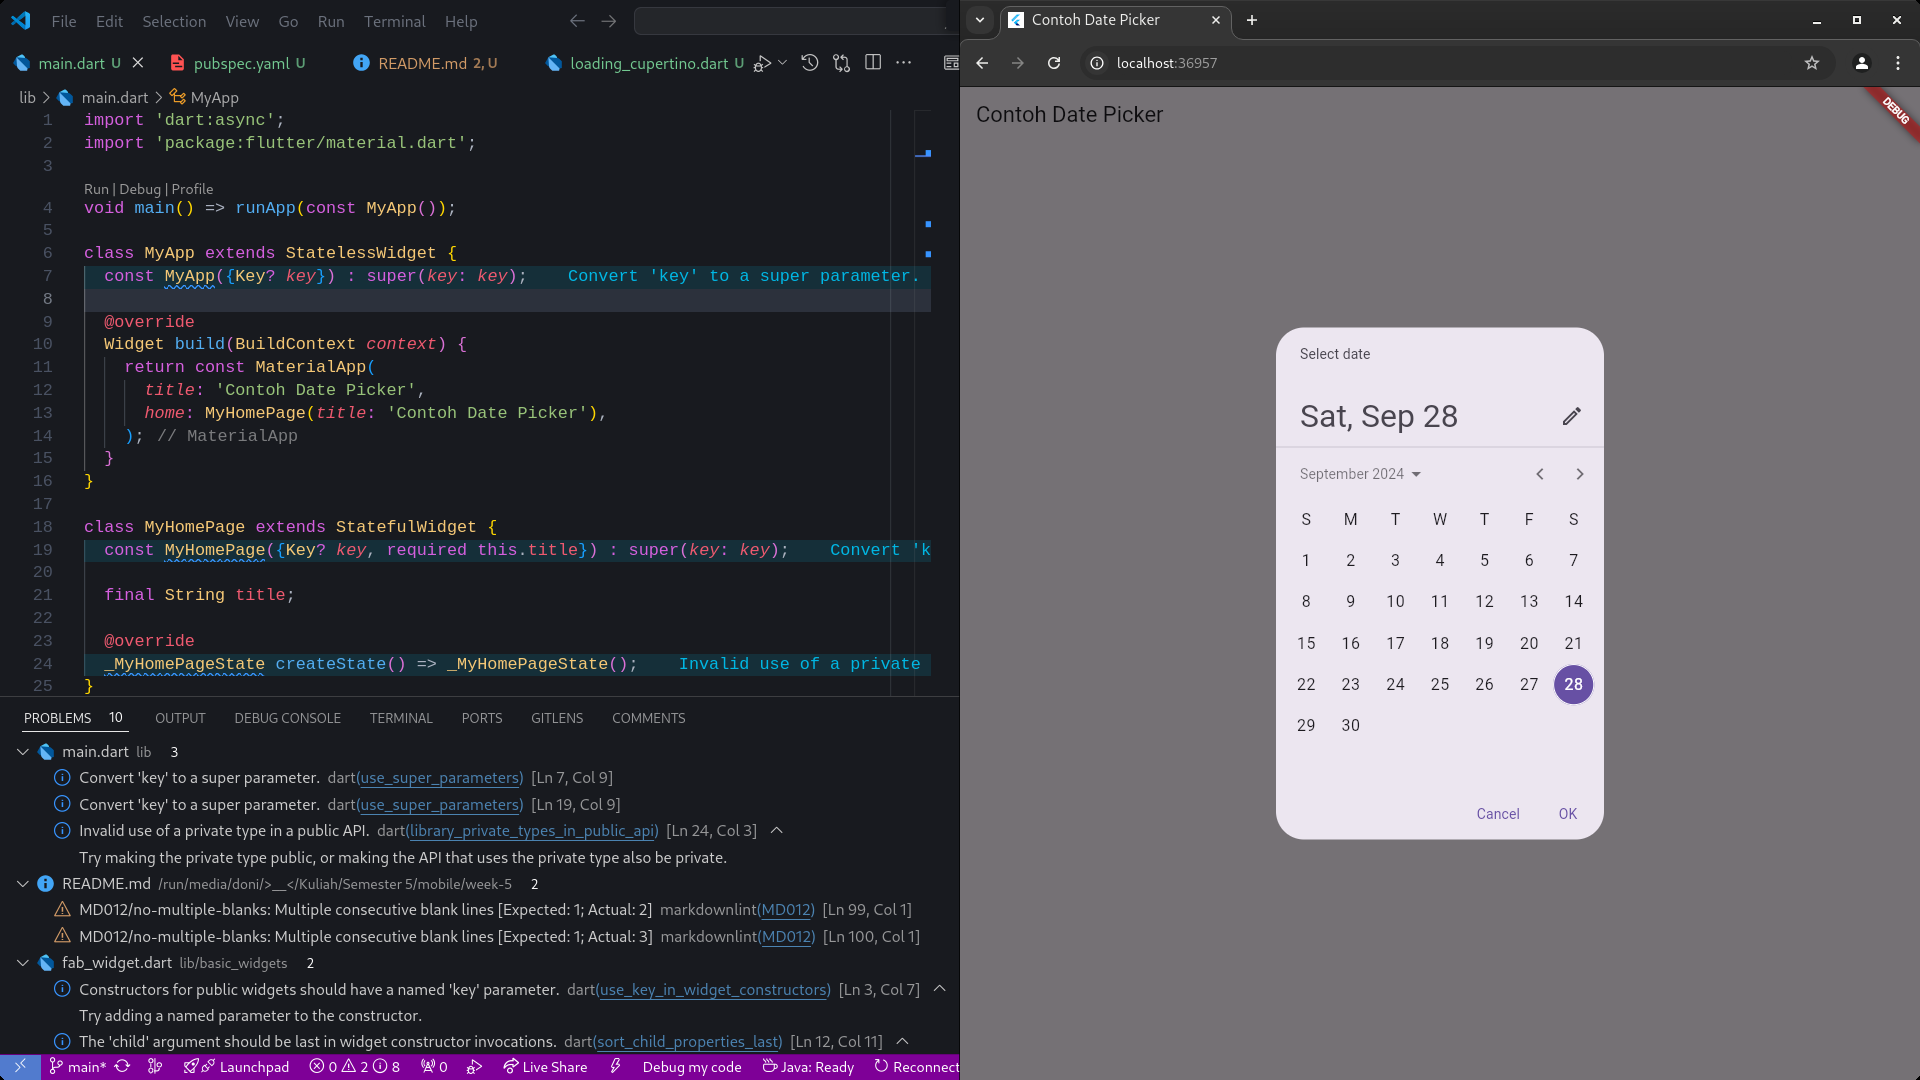 File Edit Selection View Go Run Terminal Help
main.dart U pubspec.yaml U README.md 2, U loading_cupertino.dart U
lib > main.dart > MyApp
1 import 'dart:async';
2 import 'package:flutter/material.dart';
3
Run | Debug | Profile
4 void main() => runApp(const MyApp());
5
6 class MyApp extends StatelessWidget {
7 const MyApp({Key? key}) : super(key: key); Convert 'key' to a super parameter.
8
9 @override
10 Widget build(BuildContext context) {
11 return const MaterialApp(
12 title: 'Contoh Date Picker',
13 home: MyHomePage(title: 'Contoh Date Picker'),
14 ); // MaterialApp
15 }
16 }
17
18 class MyHomePage extends StatefulWidget {
19 const MyHomePage({Key? key, required this.title}) : super(key: key); Convert 'k
20
21 final String title;
22
23 @override
24 _MyHomePageState createState() => _MyHomePageState(); Invalid use of a private
25 }
PROBLEMS 10 OUTPUT DEBUG CONSOLE TERMINAL PORTS GITLENS COMMENTS
main.dart lib 3
Convert 'key' to a super parameter. dart(use_super_parameters) [Ln 7, Col 9]
Convert 'key' to a super parameter. dart(use_super_parameters) [Ln 19, Col 9]
Invalid use of a private type in a public API. dart(library_private_types_in_public_api) [Ln 24, Col 3]
Try making the private type public, or making the API that uses the private type also be private.
README.md /run/media/doni/>__</Kuliah/Semester 5/mobile/week-5 2
MD012/no-multiple-blanks: Multiple consecutive blank lines [Expected: 1; Actual: 2] markdownlint(MD012) [Ln 99, Col 1]
MD012/no-multiple-blanks: Multiple consecutive blank lines [Expected: 1; Actual: 3] markdownlint(MD012) [Ln 100, Col 1]
fab_widget.dart lib/basic_widgets 2
Constructors for public widgets should have a named 'key' parameter. dart(use_key_in_widget_constructors) [Ln 3, Col 7]
Try adding a named parameter to the constructor.
The 'child' argument should be last in widget constructor invocations. dart(sort_child_properties_last) [Ln 12, Col 11]
main* Launchpad 0 2 8 0 Live Share Debug my code Java: Ready Reconnect
Contoh Date Picker
localhost:36957
Contoh Date Picker
DEBUG
Select date
Sat, Sep 28
September 2024
S M T W T F S
1 2 3 4 5 6 7
8 9 10 11 12 13 14
15 16 17 18 19 20 21
22 23 24 25 26 27 28
29 30
Cancel OK